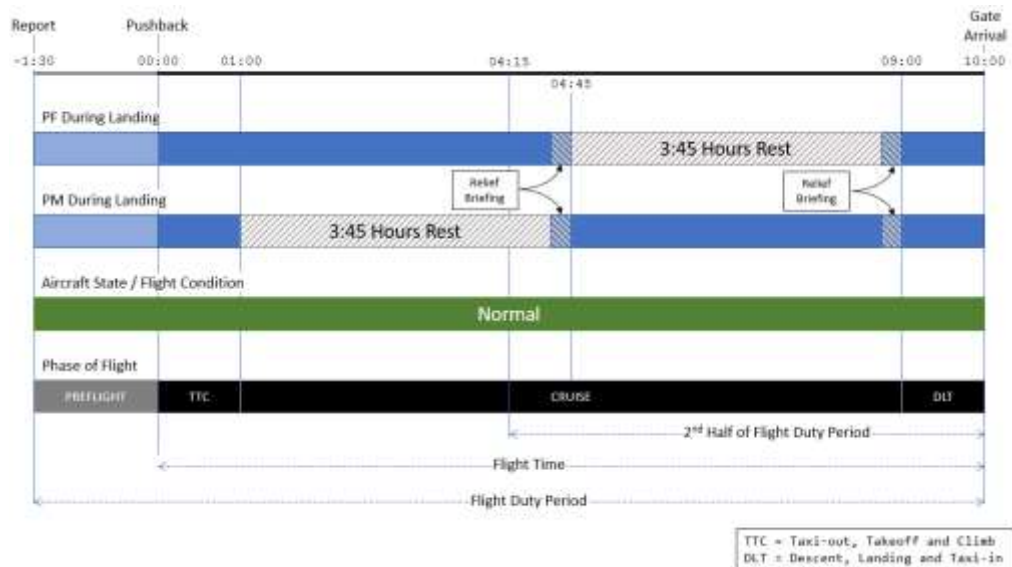 Report
Pushback
Gate
Arrival
-1:30
00:00
01:00
04:15
04:45
09:00
10:00
PF During Landing
3:45 Hours Rest
Relief
Briefing
Relief
Briefing
PM During Landing
3:45 Hours Rest
Aircraft State / Flight Condition
Normal
Phase of Flight
PREFLIGHT
TTC
CRUISE
DLT
2nd Half of Flight Duty Period
Flight Time
Flight Duty Period
TTC = Taxi-out, Takeoff and Climb
DLT = Descent, Landing and Taxi-in